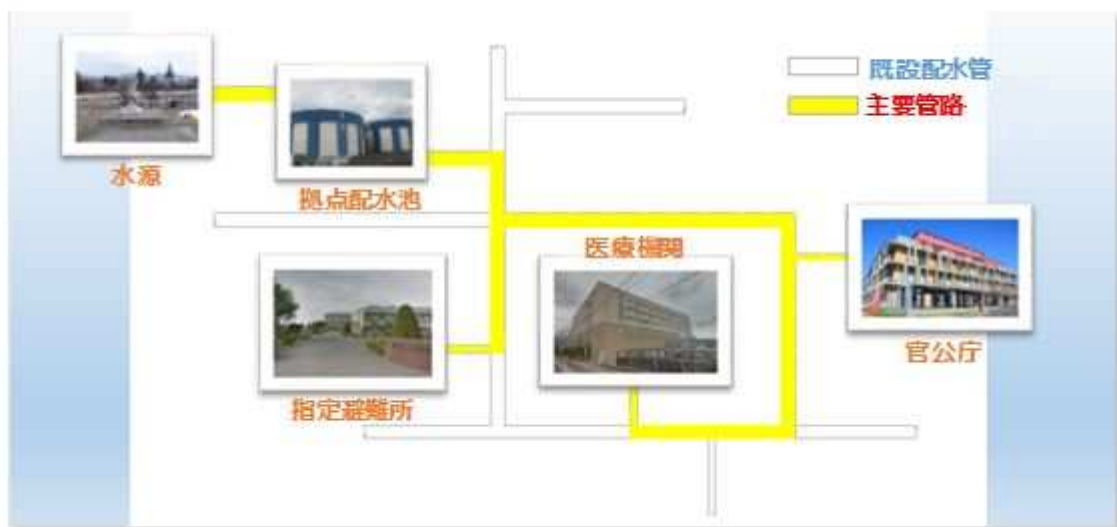 既設配水管
主要管路
水源
拠点配水池
医療機関
指定避難所
官公庁